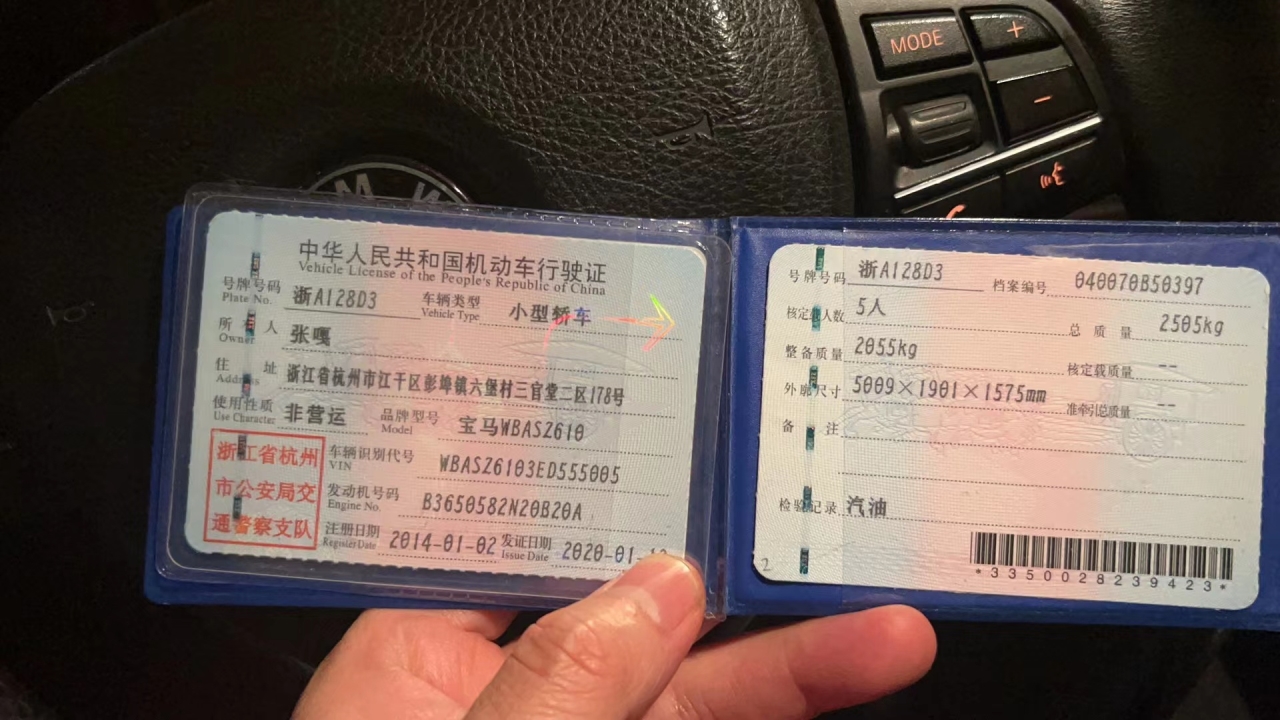 MODE
+
-
M W
中华人民共和国机动车行驶证
Vehicle License of the People's Republic of China
号牌号码 浙A128D3 车辆类型 小型轿车
Plate No. Vehicle Type
所有人 张嘎
Owner
住址 浙江省杭州市江干区彭埠镇六堡村三官堂二区178号
Address
使用性质 非营运 品牌型号 宝马WBASZ610
Use Character Model
浙江省杭州
市公安局交
通警察支队
车辆识别代号 WBASZ6103ED555005
VIN
发动机号码 B3650582N20B20A
Engine No.
注册日期 2014-01-02 发证日期 2020-01-
Register Date Issue Date
号牌号码 浙A128D3 档案编号 040070B50397
核定载人数 5人 总质量 2505kg
整备质量 2055kg 核定载质量 --
外廓尺寸 5009×1901×1575mm 准牵引总质量 --
备注
检验记录 汽油
*3350028239423*
2